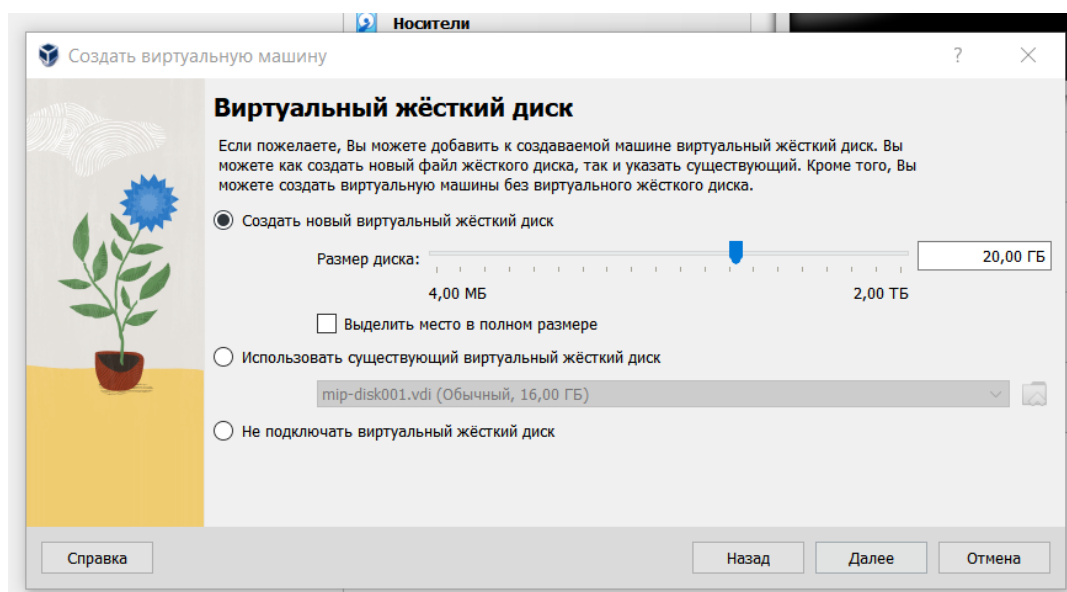 Носители
Создать виртуальную машину
?
Виртуальный жёсткий диск
Если пожелаете, Вы можете добавить к создаваемой машине виртуальный жёсткий диск. Вы
можете как создать новый файл жёсткого диска, так и указать существующий. Кроме того, Вы
можете создать виртуальную машины без виртуального жёсткого диска.
Создать новый виртуальный жёсткий диск
Размер диска:
20,00 ГБ
4,00 МБ
2,00 ТБ
Выделить место в полном размере
Использовать существующий виртуальный жёсткий диск
mip-disk001.vdi (Обычный, 16,00 ГБ)
Не подключать виртуальный жёсткий диск
Справка
Назад
Далее
Отмена